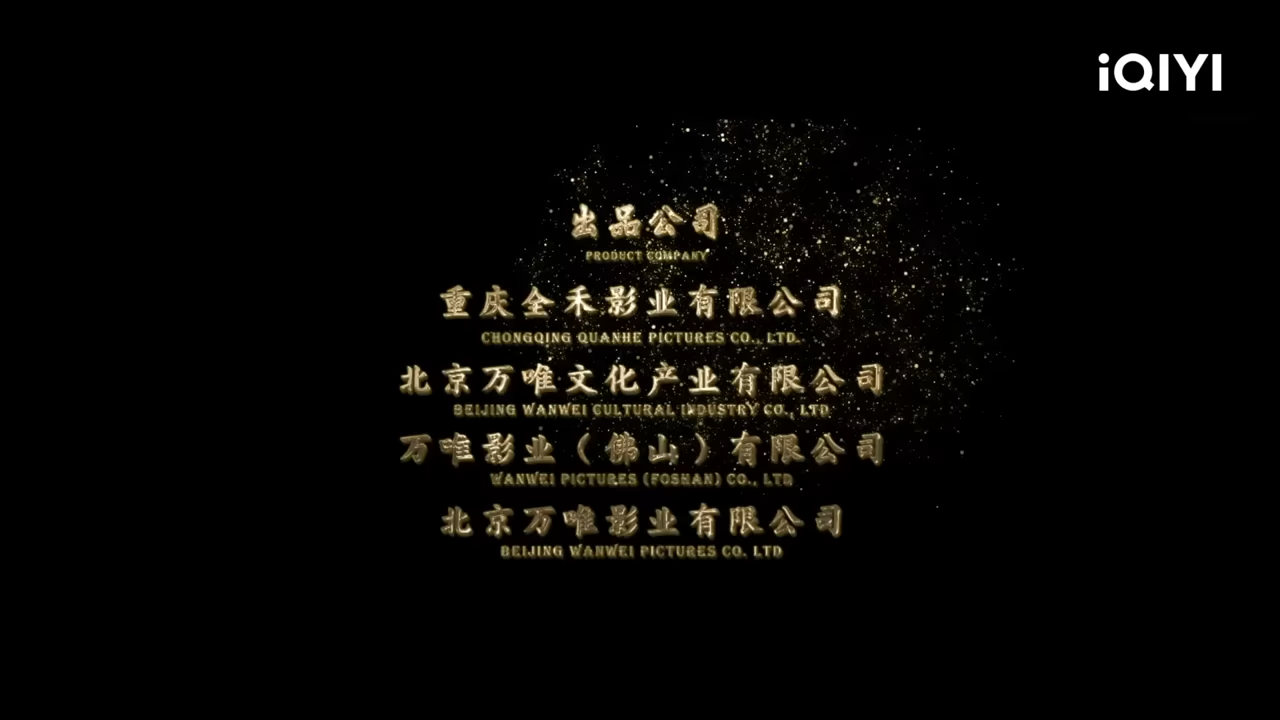 iQIYI
出品公司
PRODUCT COMPANY
重庆全禾影业有限公司
CHONGQING QUANHE PICTURES CO., LTD.
北京万唯文化产业有限公司
BEIJING WANWEI CULTURAL INDUSTRY CO., LTD
万唯影业（佛山）有限公司
WANWEI PICTURES (FOSHAN) CO., LTD
北京万唯影业有限公司
BEIJING WANWEI PICTURES CO. LTD